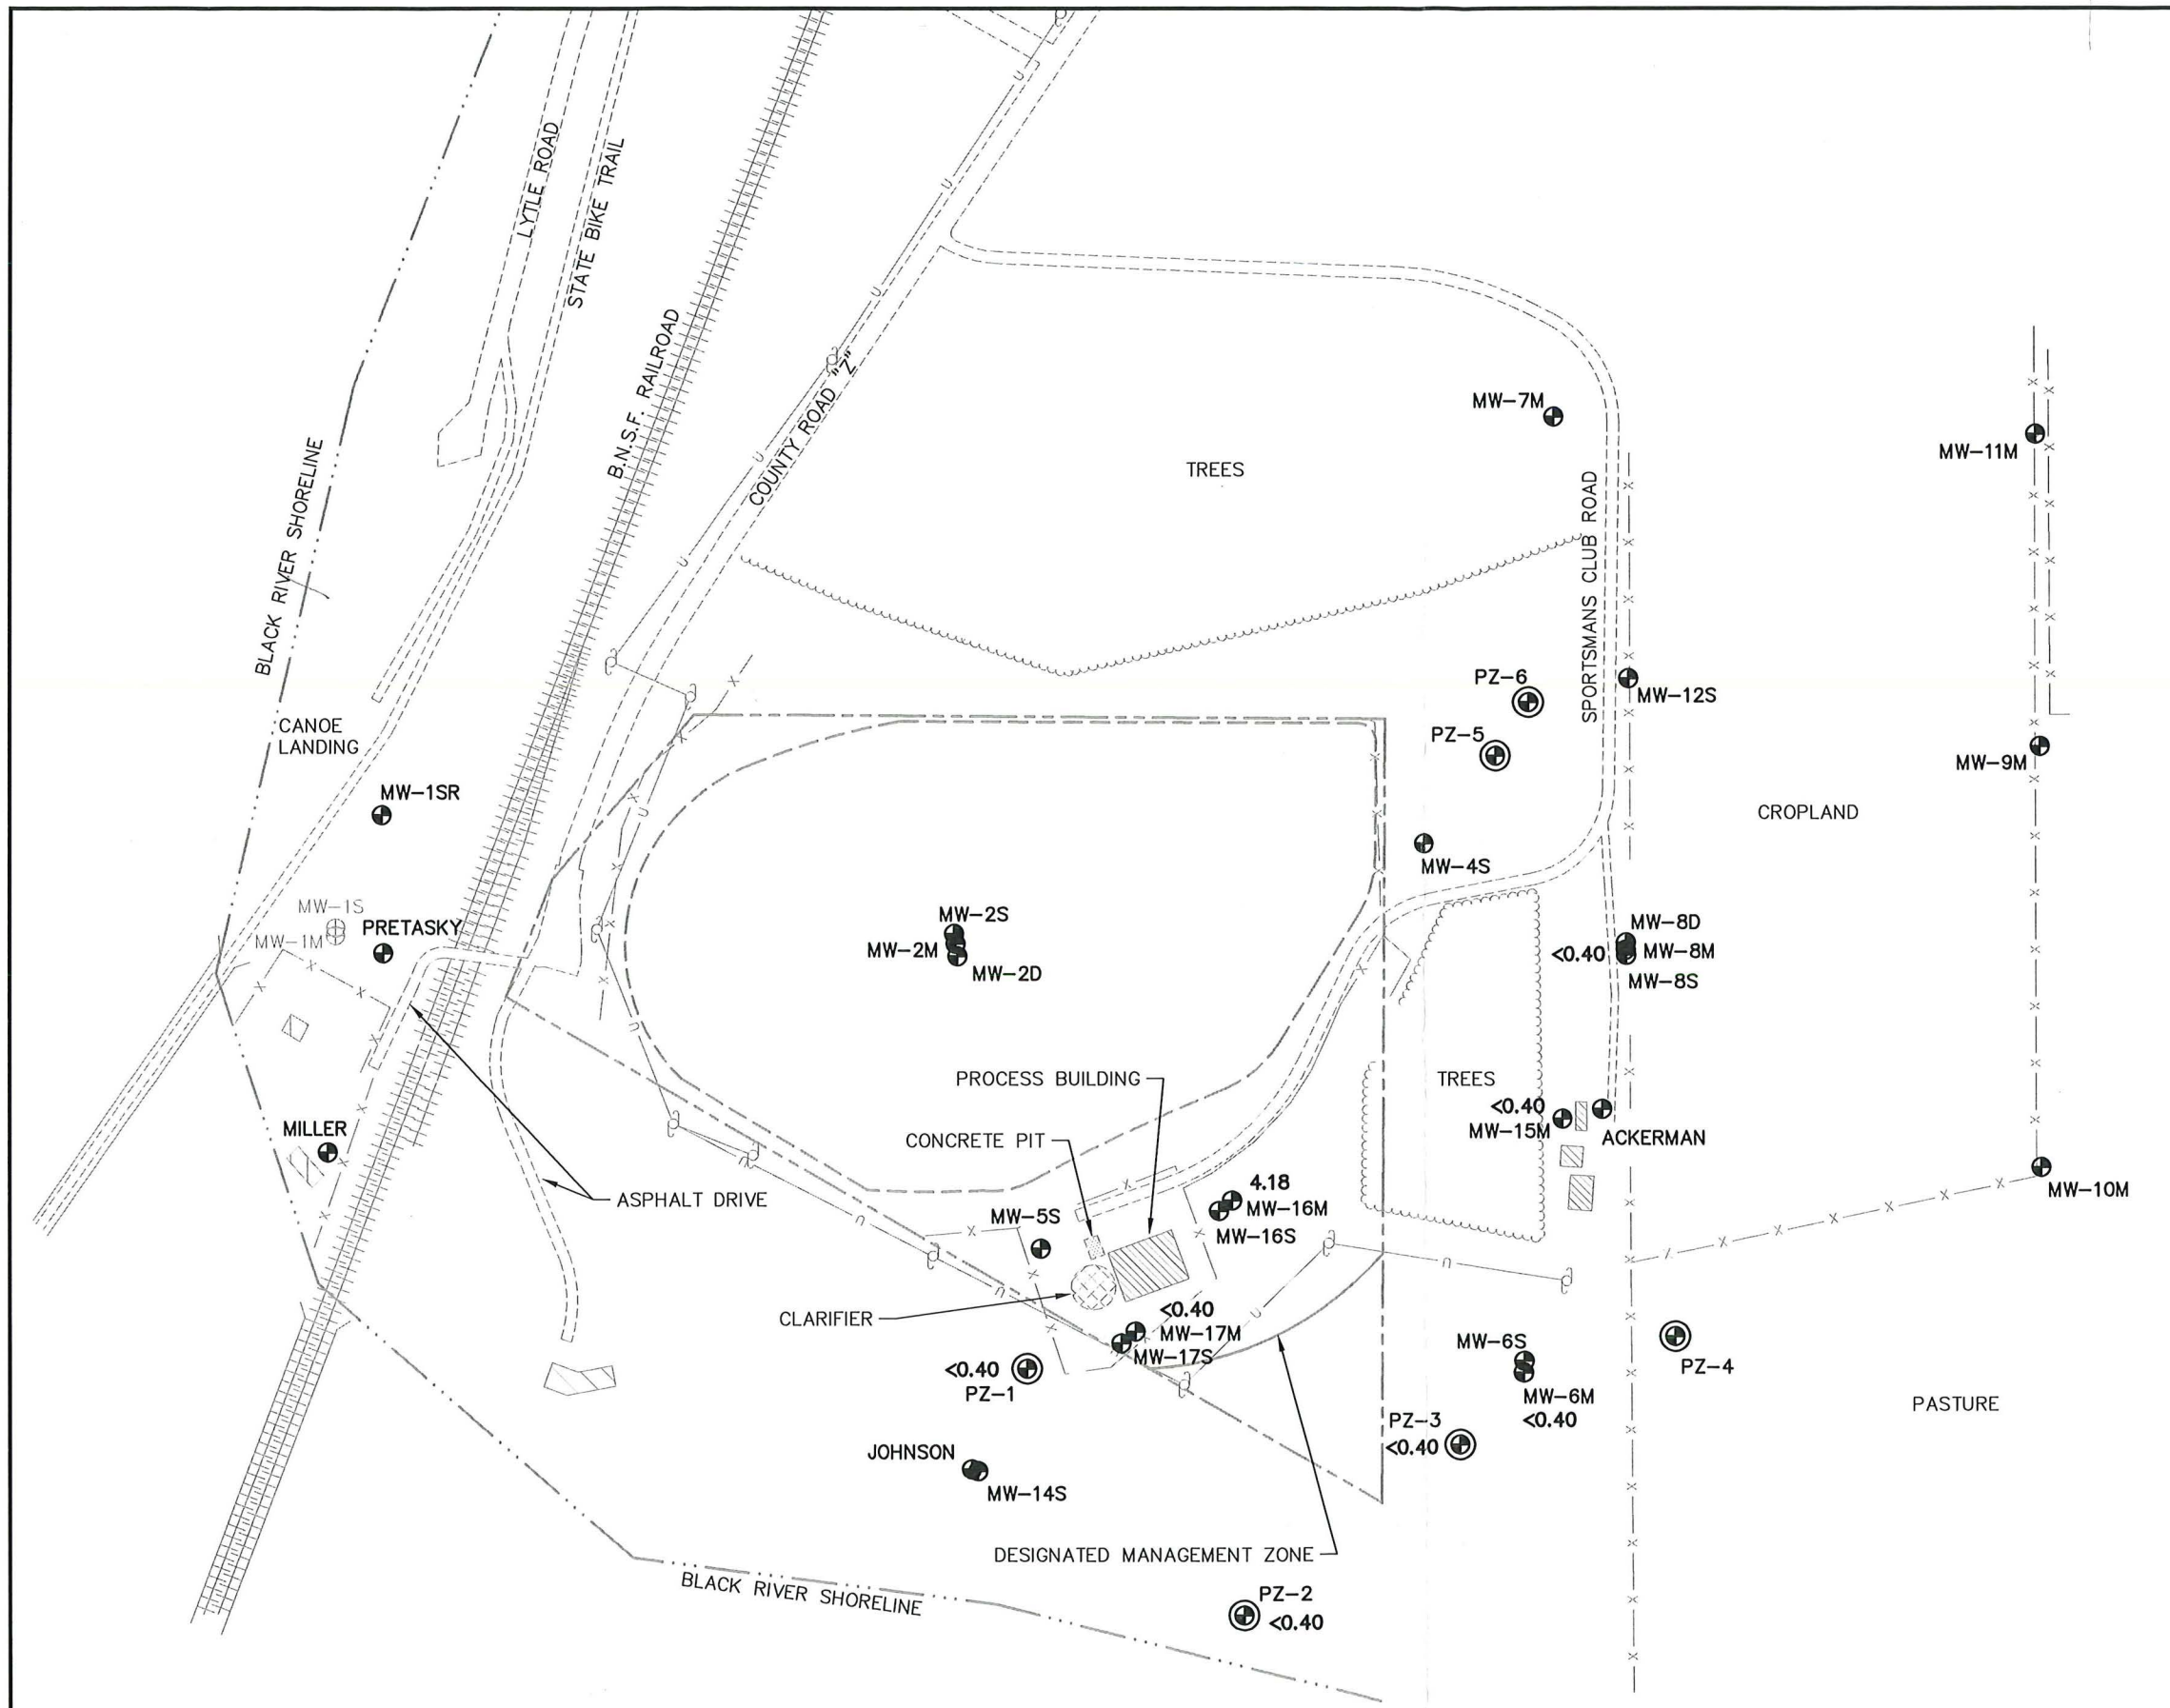 LYTLE ROAD
STATE BIKE TRAIL
B.N.S.F. RAILROAD
COUNTY ROAD "Z"
BLACK RIVER SHORELINE
MW-7M
TREES
SPORTSMANS CLUB ROAD
MW-11M
PZ-6
MW-12S
PZ-5
MW-9M
CANOE
LANDING
MW-1SR
CROPLAND
MW-4S
MW-1S
MW-1M
PRETASKY
MW-2S
MW-2M
MW-2D
MW-8D
<0.40
MW-8M
MW-8S
PROCESS BUILDING
TREES
<0.40
MW-15M
ACKERMAN
MILLER
CONCRETE PIT
ASPHALT DRIVE
4.18
MW-16M
MW-16S
MW-10M
MW-5S
CLARIFIER
<0.40
MW-17M
MW-17S
<0.40
PZ-1
MW-6S
MW-6M
<0.40
PZ-4
PASTURE
PZ-3
<0.40
JOHNSON
MW-14S
DESIGNATED MANAGEMENT ZONE
BLACK RIVER SHORELINE
PZ-2
<0.40